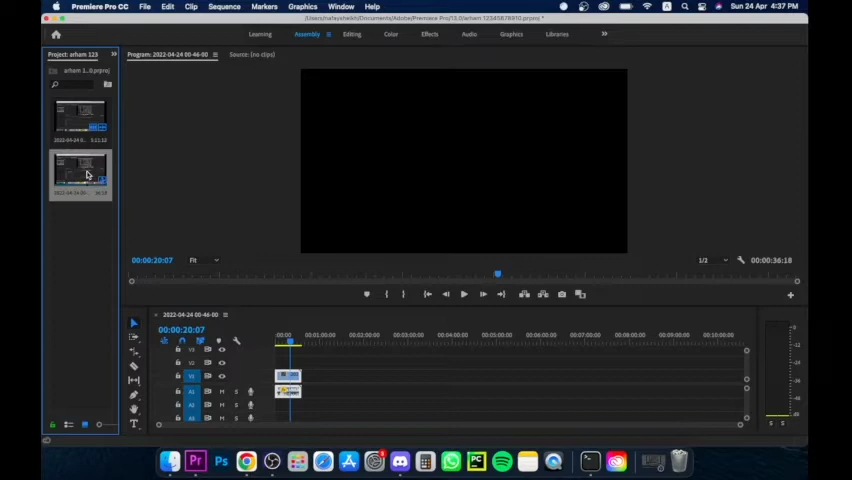 Premiere Pro CC File Edit Clip Sequence Markers Graphics Window Help
Sun 24 Apr 4:37 PM
/Users/nafaysheikh/Documents/Adobe/Premiere Pro/15.0/arham 12345678910.prproj *
Learning Assembly Editing Color Effects Audio Graphics Libraries
Project: arham 123
Program: 2022-04-24 00-46-00
Source: (no clips)
arham 1...0.prproj
2022-04-24 0... 3:11:12
2022-04-24 00-... 36:18
00:00:20:07 Fit 1/2 00:00:36:18
2022-04-24 00-46-00
00:00:20:07
:00:00 00:01:00:00 00:02:00:00 00:03:00:00 00:04:00:00 00:05:00:00 00:06:00:00 00:07:00:00 00:08:00:00 00:09:00:00 00:10:00:00
V3
V2
V1
A1 M S
A2 M S
M S
S S
Pr Ps PC